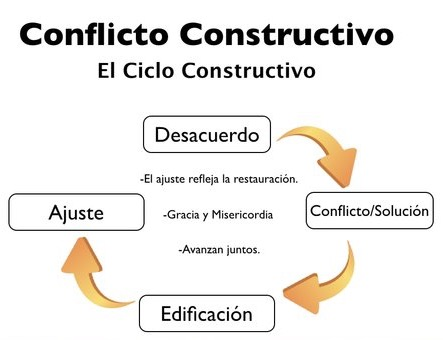 Conflicto Constructivo
El Ciclo Constructivo
Desacuerdo
-El ajuste refleja la restauración.
Ajuste
-Gracia y Misericordia
Conflicto/Solución
-Avanzan juntos.
Edificación